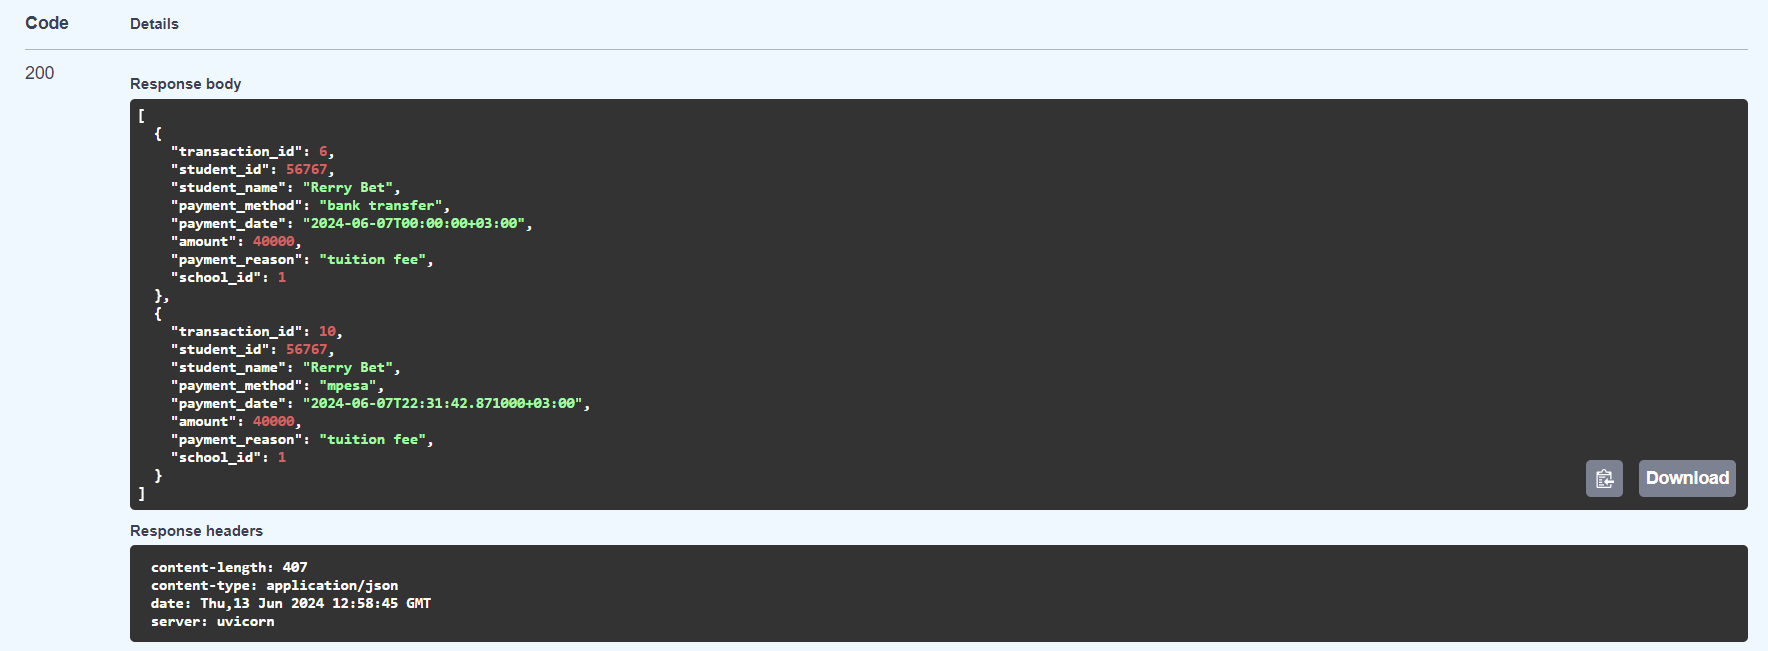 Code Details
200
Response body
[
  {
    "transaction_id": 6,
    "student_id": 56767,
    "student_name": "Rerry Bet",
    "payment_method": "bank transfer",
    "payment_date": "2024-06-07T00:00:00+03:00",
    "amount": 40000,
    "payment_reason": "tuition fee",
    "school_id": 1
  },
  {
    "transaction_id": 10,
    "student_id": 56767,
    "student_name": "Rerry Bet",
    "payment_method": "mpesa",
    "payment_date": "2024-06-07T22:31:42.871000+03:00",
    "amount": 40000,
    "payment_reason": "tuition fee",
    "school_id": 1
  }
]
Download
Response headers
content-length: 407
content-type: application/json
date: Thu,13 Jun 2024 12:58:45 GMT
server: uvicorn